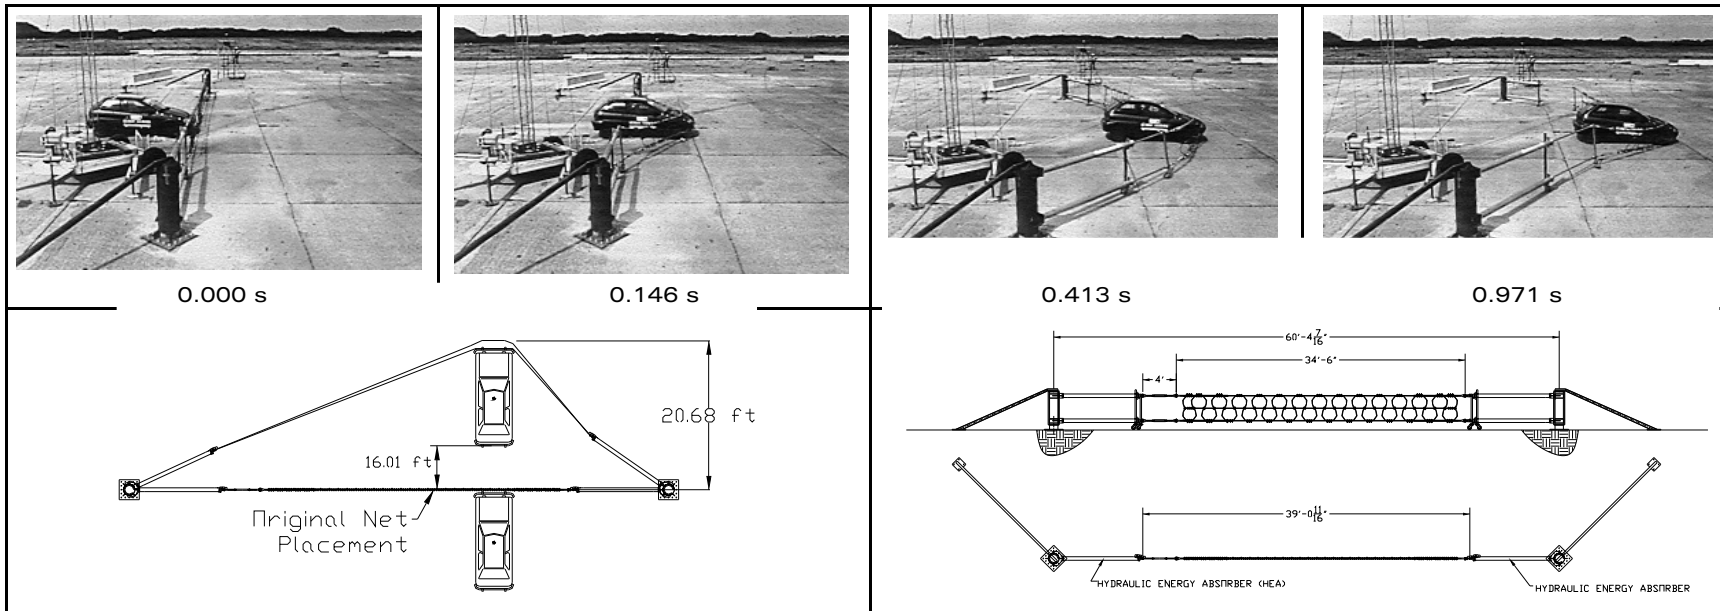 0.000 s
0.146 s
0.413 s
0.971 s
20.68 ft
16.01 ft
Original Net
Placement
60'-4 7/16"
34'-6"
4'
39'-0 11/16"
HYDRAULIC ENERGY ABSORBER (HEA)
HYDRAULIC ENERGY ABSORBER